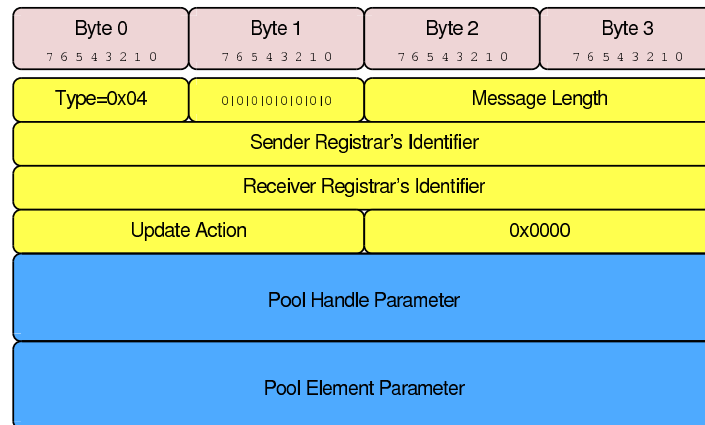 Byte 0 Byte 1 Byte 2 Byte 3
7 6 5 4 3 2 1 0 7 6 5 4 3 2 1 0 7 6 5 4 3 2 1 0 7 6 5 4 3 2 1 0
Type=0x04 0|0|0|0|0|0|0|0 Message Length
Sender Registrar's Identifier
Receiver Registrar's Identifier
Update Action 0x0000
Pool Handle Parameter
Pool Element Parameter